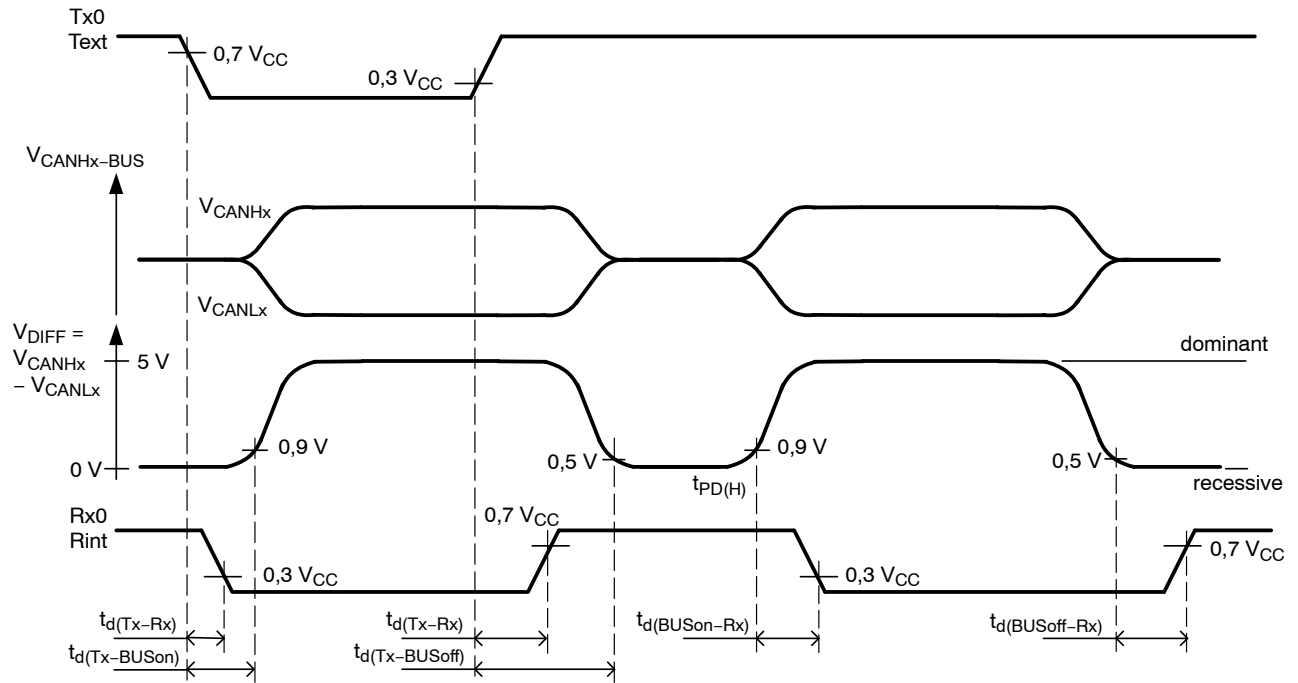 Tx0
Text
0,7 VCC
0,3 VCC
VCANHx−BUS
VCANHx
VCANLx
VDIFF =
VCANHx
− VCANLx
5 V
dominant
0,9 V
0,5 V
0,9 V
0,5 V
0 V
tPD(H)
recessive
Rx0
Rint
0,7 VCC
0,3 VCC
0,3 VCC
0,7 VCC
td(Tx−Rx)
td(Tx−Rx)
td(BUSon−Rx)
td(BUSoff−Rx)
td(Tx−BUSon)
td(Tx−BUSoff)